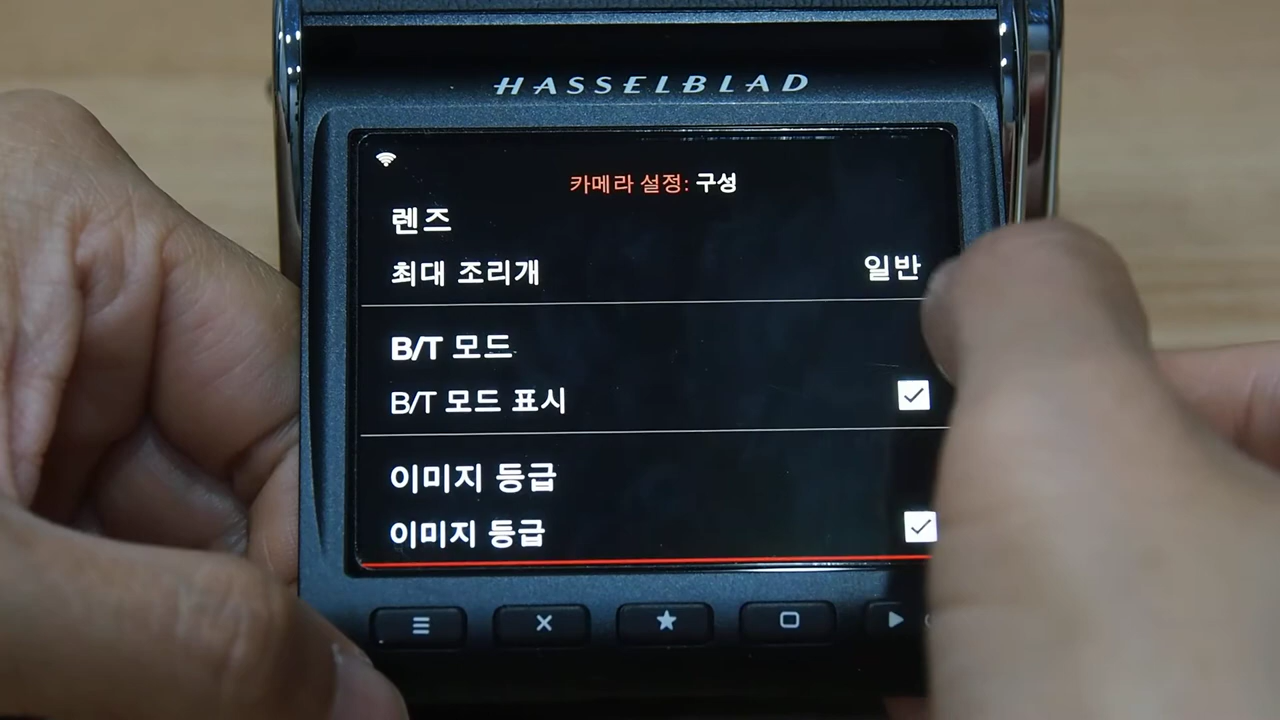 HASSELBLAD
카메라 설정: 구성
렌즈
최대 조리개 일반
B/T 모드
B/T 모드 표시
이미지 등급
이미지 등급